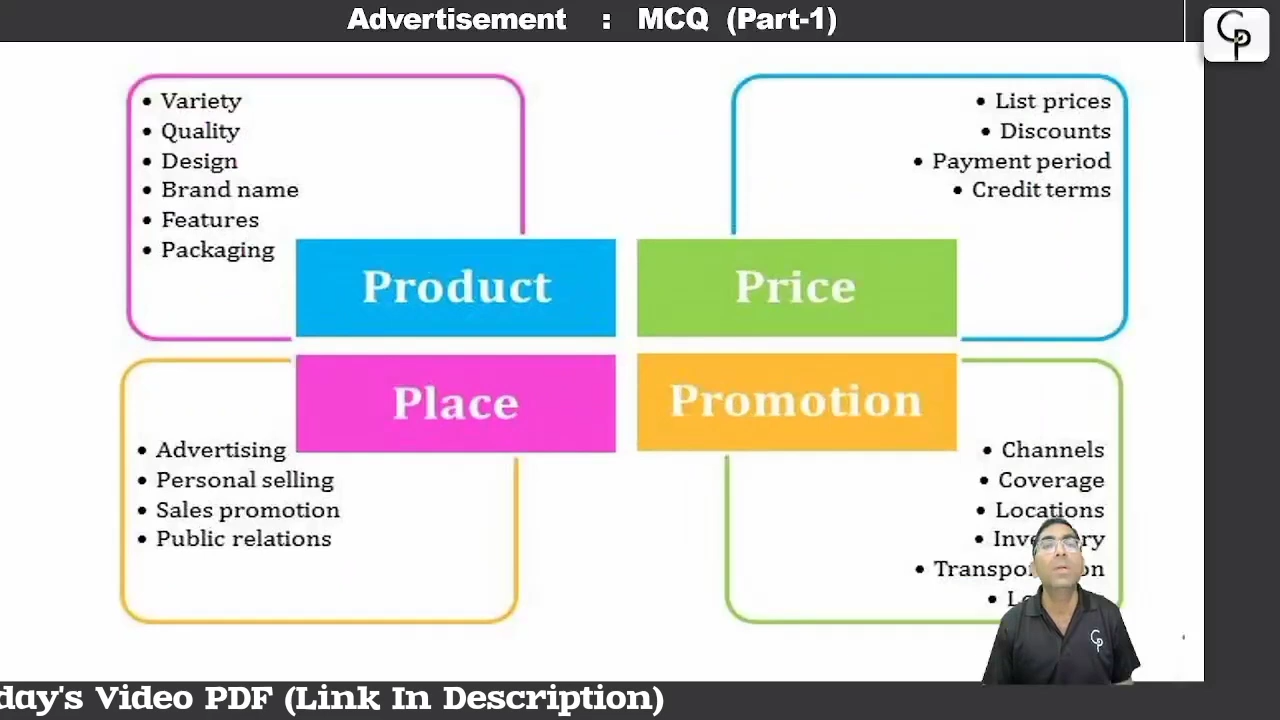 Advertisement : MCQ (Part-1)
CP
• Variety
• Quality
• Design
• Brand name
• Features
• Packaging
• List prices
• Discounts
• Payment period
• Credit terms
Product
Price
Place
Promotion
• Advertising
• Personal selling
• Sales promotion
• Public relations
• Channels
• Coverage
• Locations
CP
day's Video PDF (Link In Description)